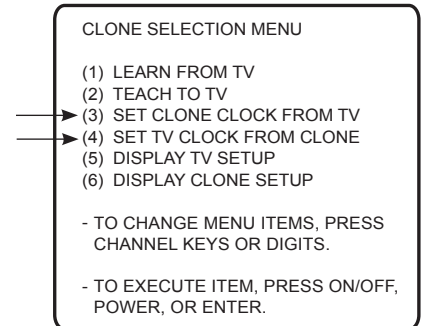 CLONE SELECTION MENU
(1) LEARN FROM TV
(2) TEACH TO TV
(3) SET CLONE CLOCK FROM TV
(4) SET TV CLOCK FROM CLONE
(5) DISPLAY TV SETUP
(6) DISPLAY CLONE SETUP
- TO CHANGE MENU ITEMS, PRESS
CHANNEL KEYS OR DIGITS.
- TO EXECUTE ITEM, PRESS ON/OFF,
POWER, OR ENTER.